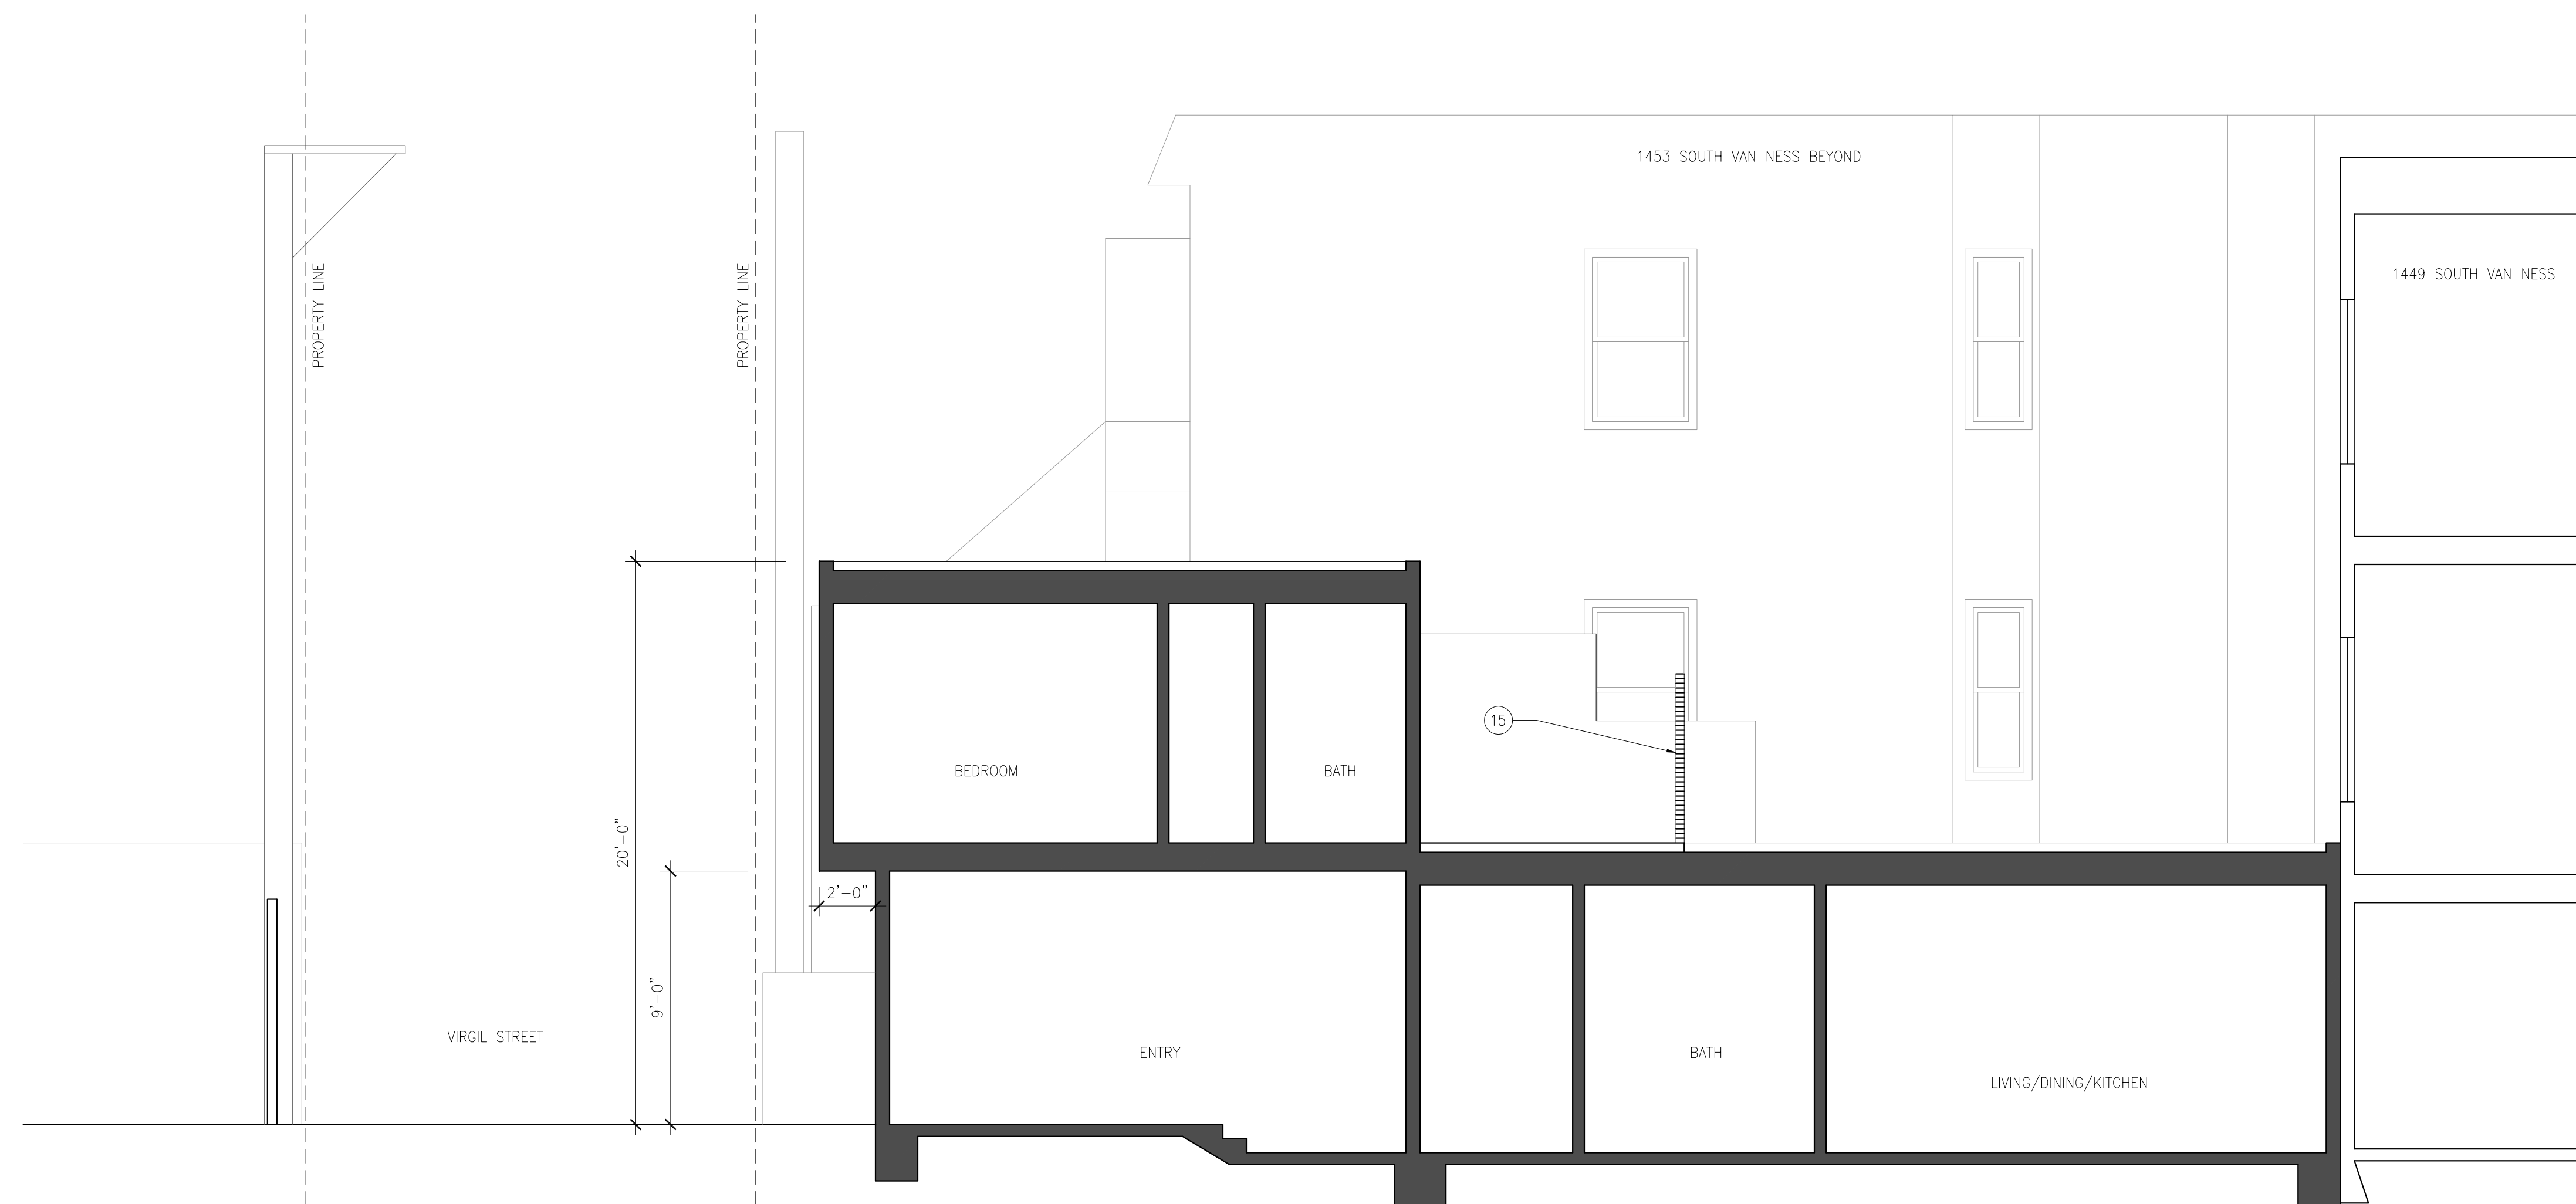 1453 SOUTH VAN NESS BEYOND
1449 SOUTH VAN NESS
PROPERTY LINE
PROPERTY LINE
15
BEDROOM
BATH
20'-0"
2'-0"
9'-0"
VIRGIL STREET
ENTRY
BATH
LIVING/DINING/KITCHEN